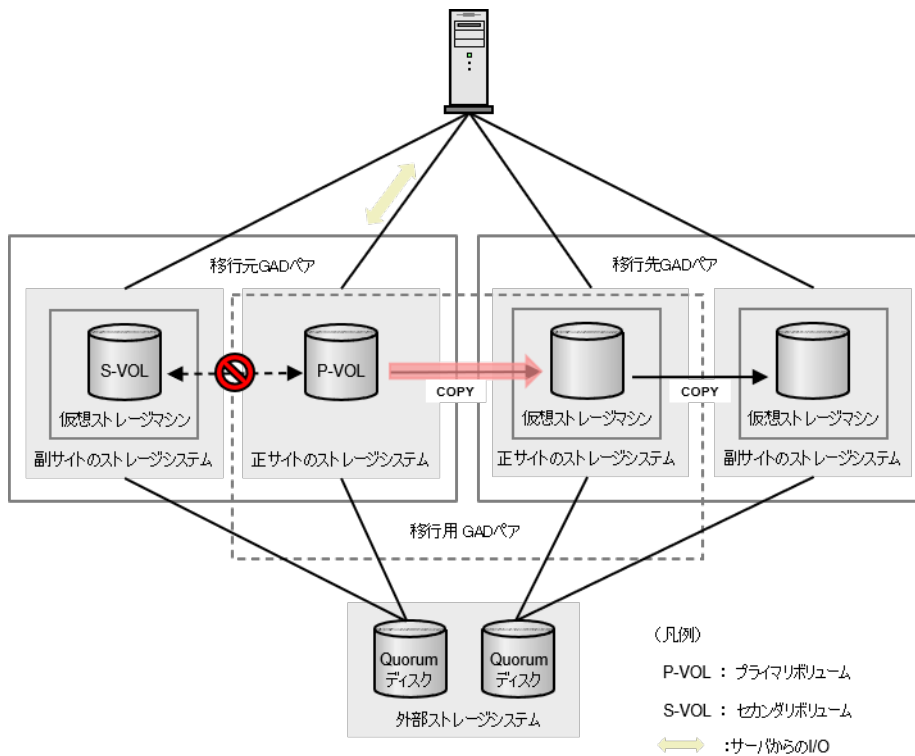 移行元GADペア
移行先GADペア
S-VOL
P-VOL
COPY
COPY
仮想ストレージマシン
仮想ストレージマシン
仮想ストレージマシン
副サイトのストレージシステム
正サイトのストレージシステム
正サイトのストレージシステム
副サイトのストレージシステム
移行用 GADペア
Quorum
ディスク
Quorum
ディスク
外部ストレージシステム
(凡例)
P-VOL : プライマリボリューム
S-VOL : セカンダリボリューム
:サーバからのI/O